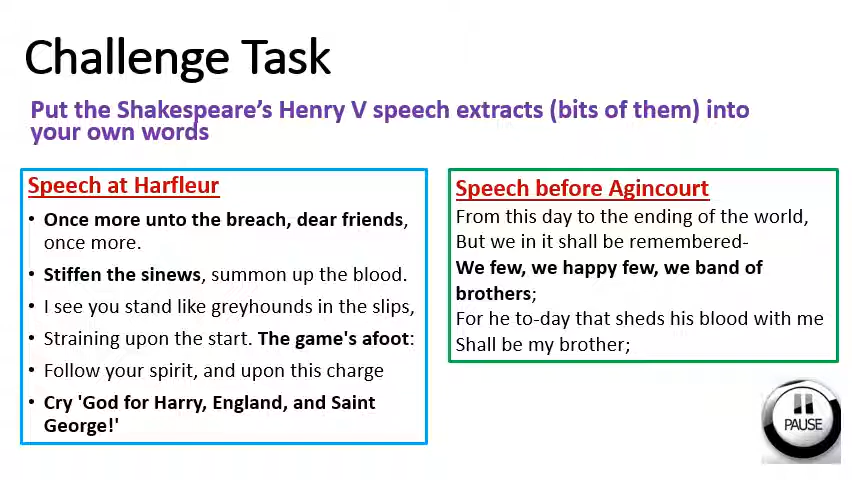 Challenge Task
Put the Shakespeare's Henry V speech extracts (bits of them) into
your own words
Speech at Harfleur
• Once more unto the breach, dear friends,
once more.
• Stiffen the sinews, summon up the blood.
• I see you stand like greyhounds in the slips,
• Straining upon the start. The game's afoot:
• Follow your spirit, and upon this charge
• Cry 'God for Harry, England, and Saint
George!'
Speech before Agincourt
From this day to the ending of the world,
But we in it shall be remembered-
We few, we happy few, we band of
brothers;
For he to-day that sheds his blood with me
Shall be my brother;
PAUSE